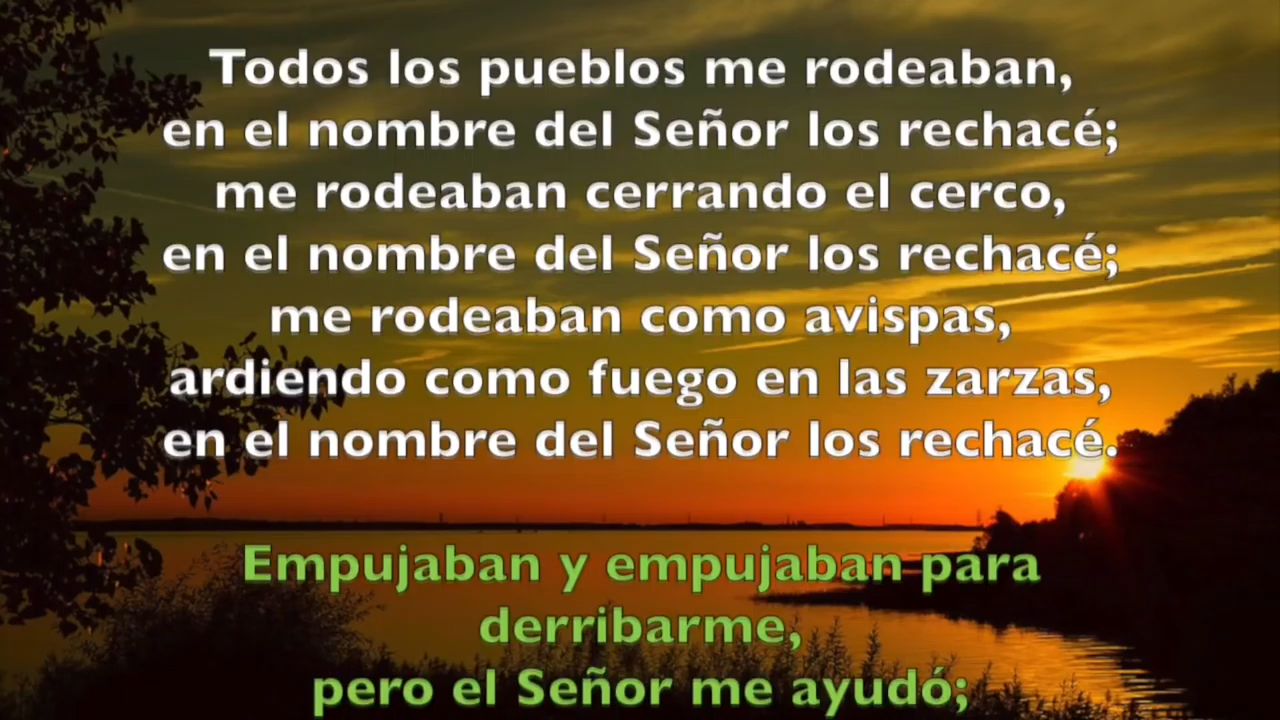 Todos los pueblos me rodeaban,
en el nombre del Señor los rechacé;
me rodeaban cerrando el cerco,
en el nombre del Señor los rechacé;
me rodeaban como avispas,
ardiendo como fuego en las zarzas,
en el nombre del Señor los rechacé.
Empujaban y empujaban para
derribarme,
pero el Señor me ayudó;